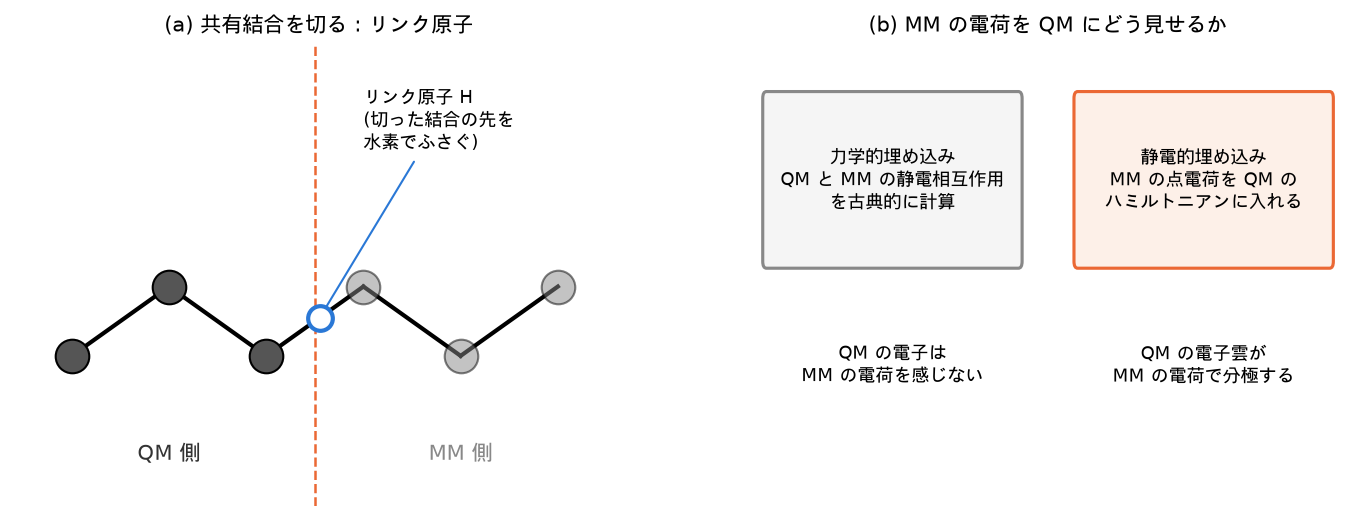 (a) 共有結合を切る：リンク原子
リンク原子 H
(切った結合の先を
水素でふさぐ)
QM 側
MM 側
(b) MM の電荷を QM にどう見せるか
力学的埋め込み
QM と MM の静電相互作用
を古典的に計算
静電的埋め込み
MM の点電荷を QM の
ハミルトニアンに入れる
QM の電子は
MM の電荷を感じない
QM の電子雲が
MM の電荷で分極する